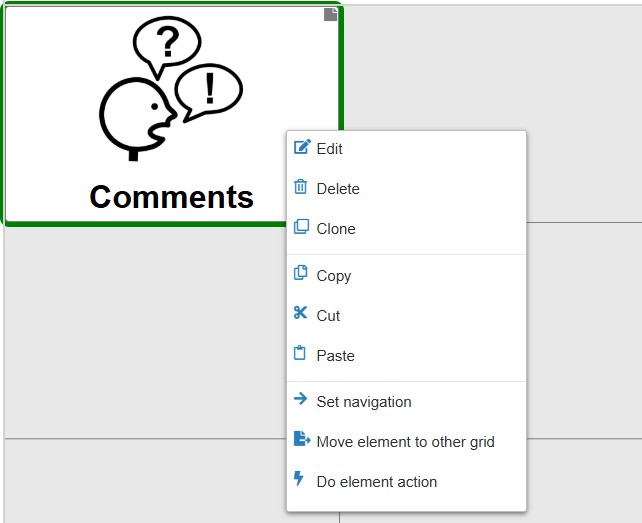 ? !
Comments
Edit
Delete
Clone
Copy
Cut
Paste
Set navigation
Move element to other grid
Do element action